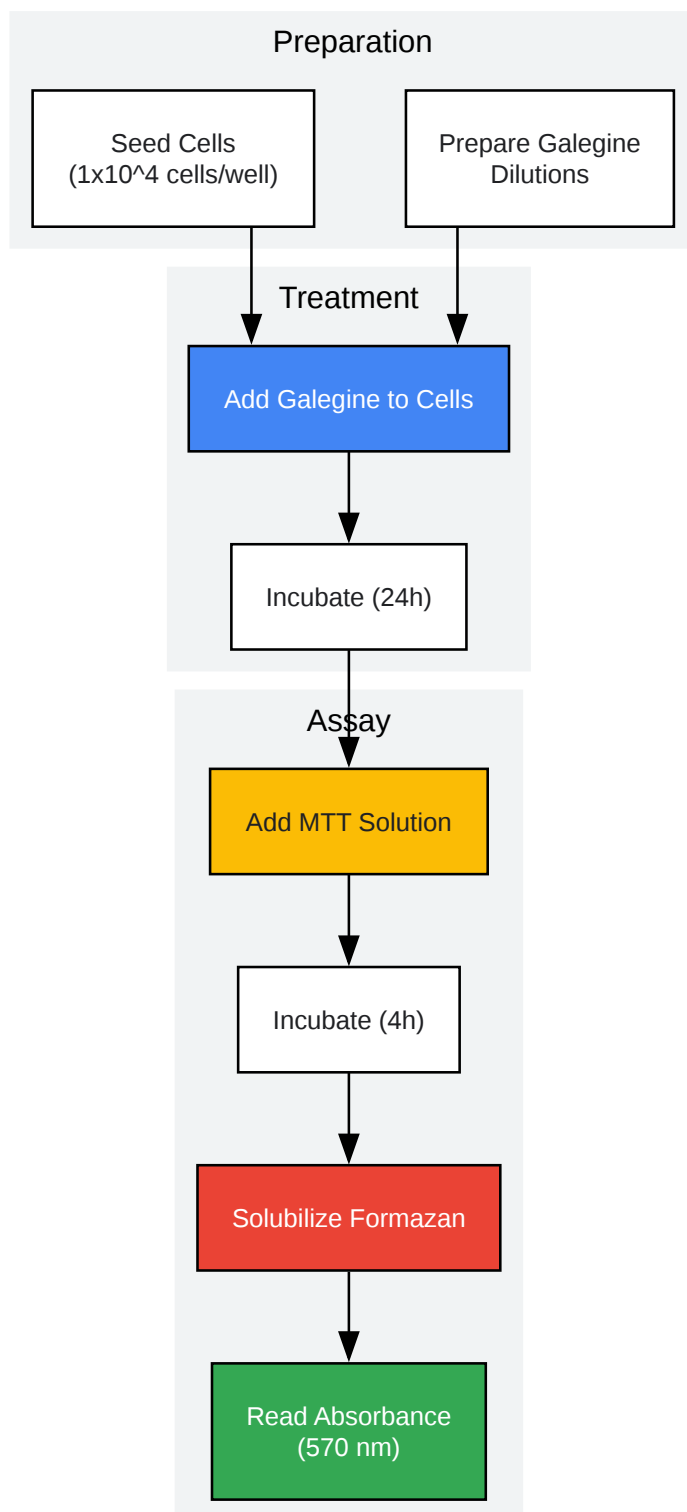 Preparation
Seed Cells
(1x10^4 cells/well)
Prepare Galegine
Dilutions
Treatment
Add Galegine to Cells
Incubate (24h)
Assay
Add MTT Solution
Incubate (4h)
Solubilize Formazan
Read Absorbance
(570 nm)